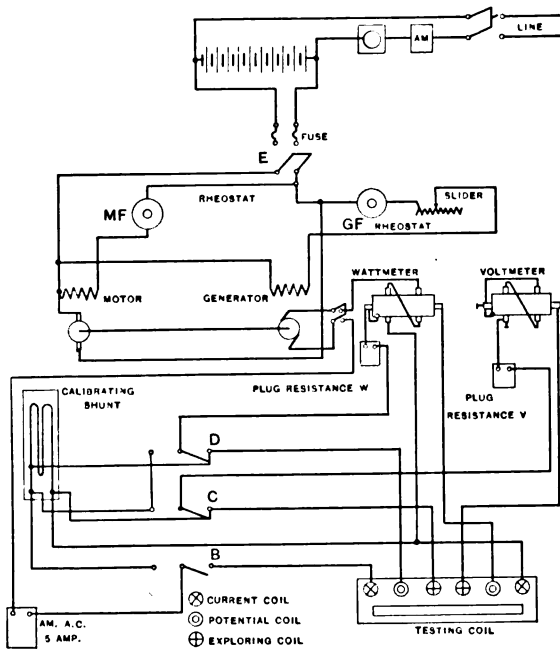 LINE
AM
FUSE
E
RHEOSTAT
SLIDER
MF
GF
RHEOSTAT
MOTOR
GENERATOR
WATTMETER
VOLTMETER
CALIBRATING
SHUNT
PLUG RESISTANCE W
PLUG
RESISTANCE V
D
C
B
AM. A.C.
5 AMP.
CURRENT COIL
POTENTIAL COIL
EXPLORING COIL
TESTING COIL